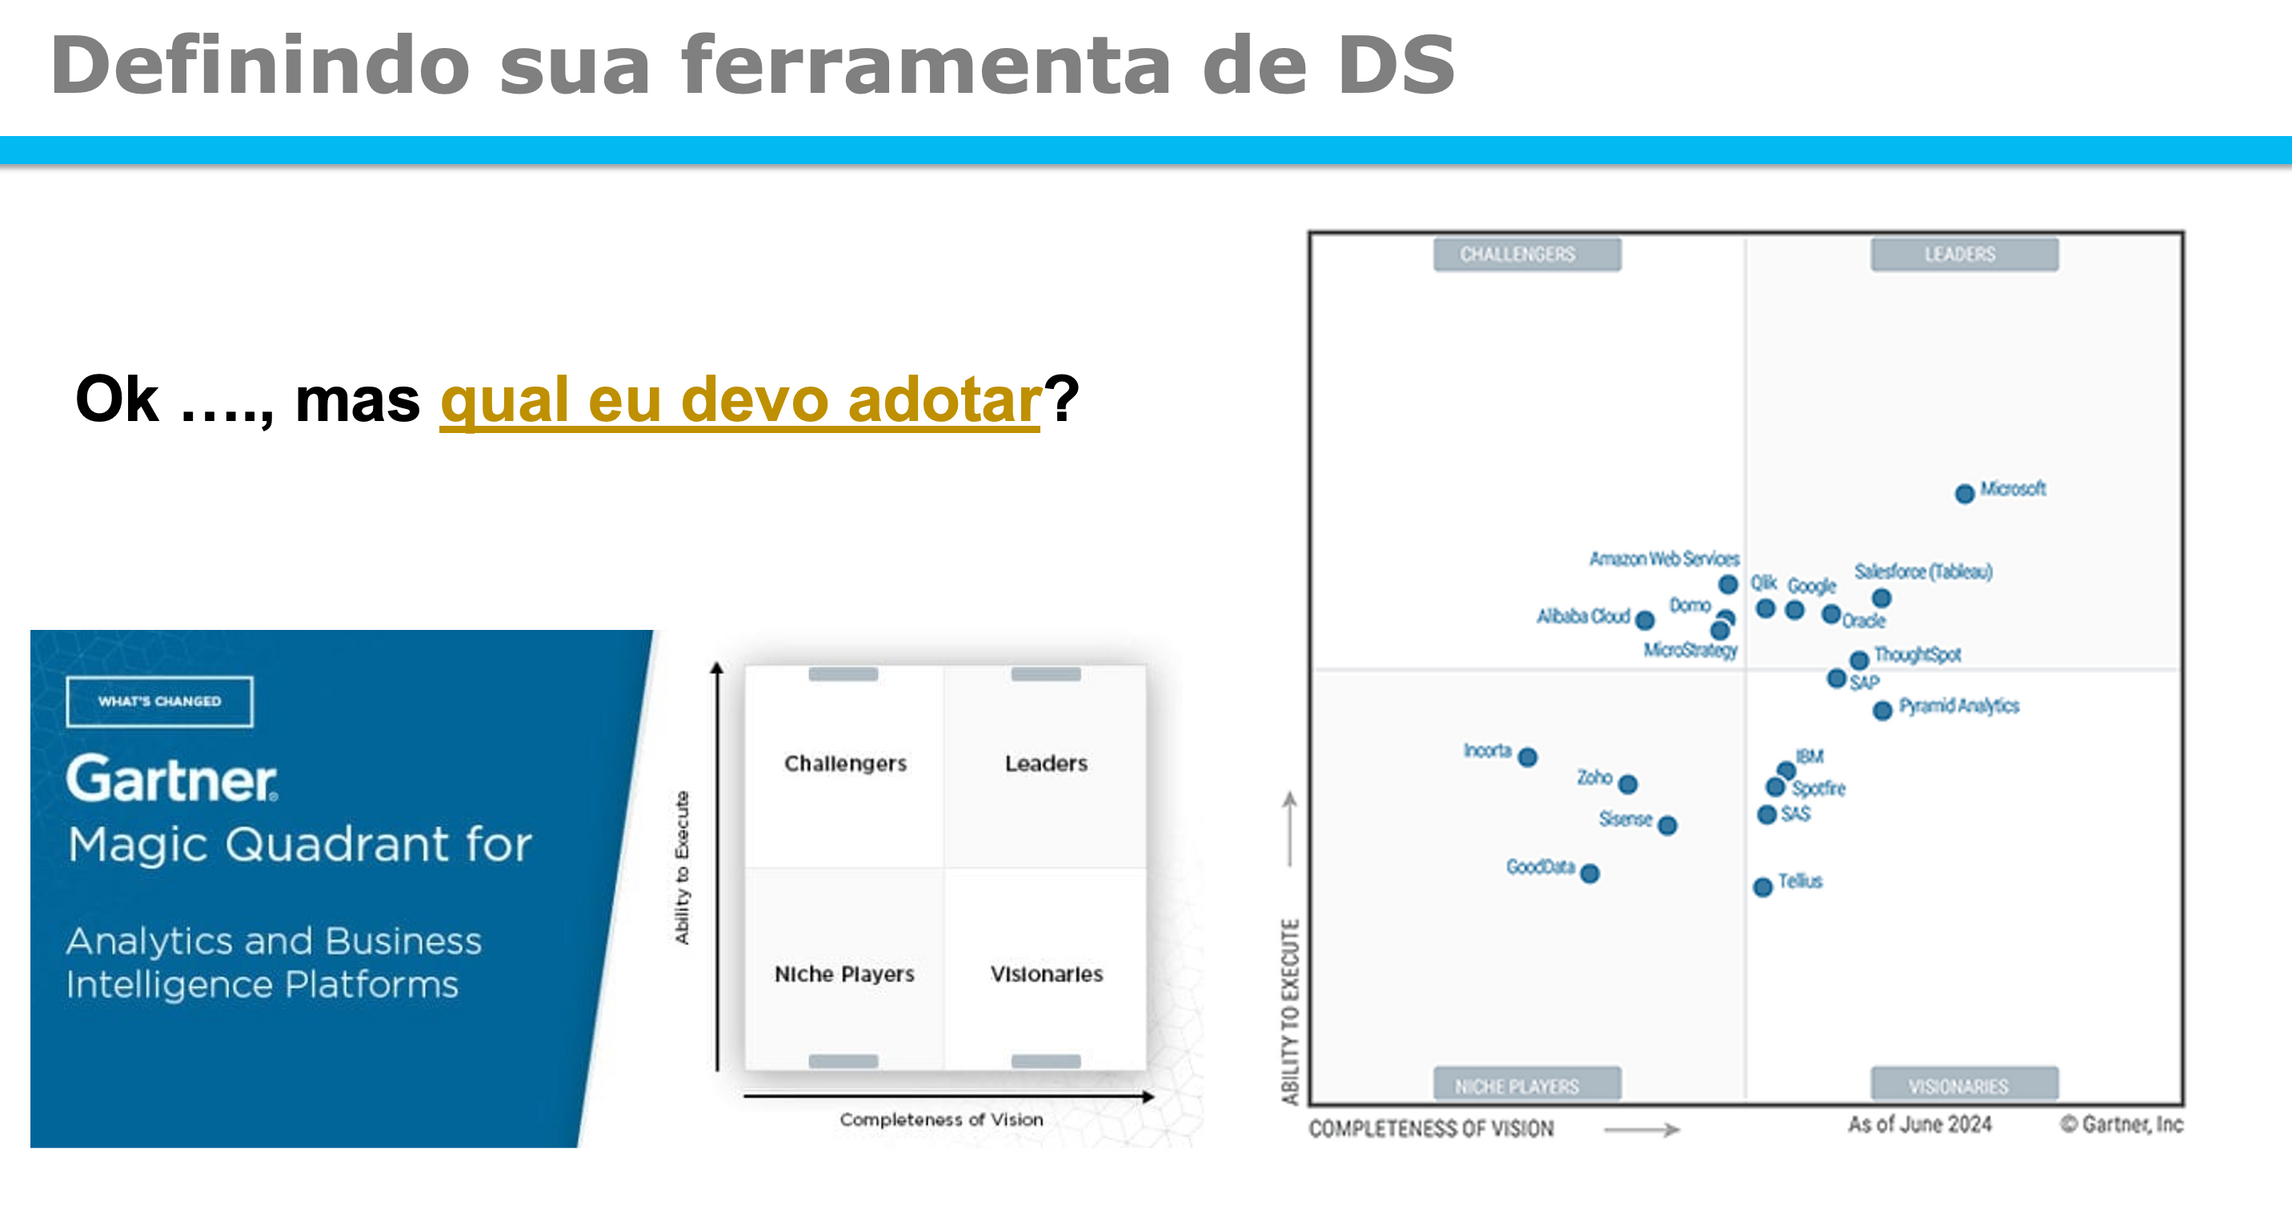 Definindo sua ferramenta de DS
Ok …., mas qual eu devo adotar?
WHAT'S CHANGED
Gartner®
Magic Quadrant for
Analytics and Business
Intelligence Platforms
Ability to Execute
Challengers
Leaders
Niche Players
Visionaries
Completeness of Vision
CHALLENGERS
LEADERS
Microsoft
Amazon Web Services
Salesforce (Tableau)
Qlik
Google
Domo
Alibaba Cloud
Oracle
MicroStrategy
ThoughtSpot
SAP
Pyramid Analytics
Incorta
IBM
Zoho
Spotfire
Sisense
SAS
GoodData
Tellius
ABILITY TO EXECUTE
NICHE PLAYERS
VISIONARIES
COMPLETENESS OF VISION
As of June 2024
© Gartner, Inc